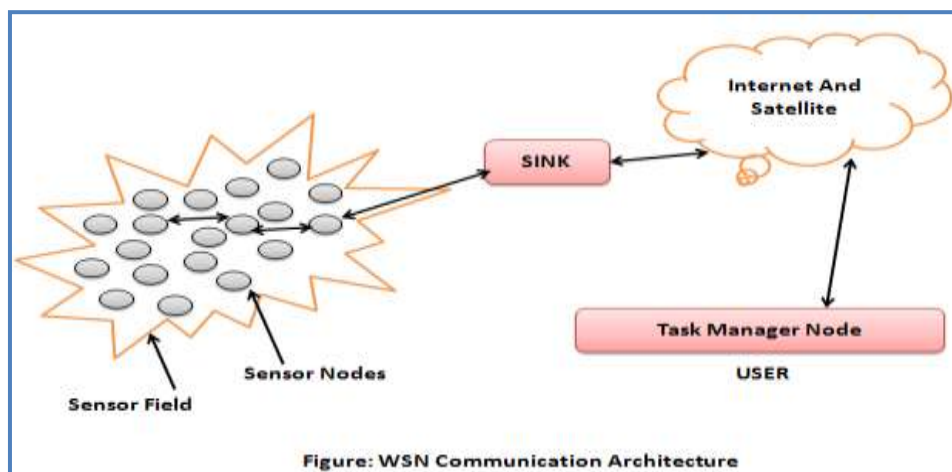 Internet And
Satellite
SINK
Task Manager Node
USER
Sensor Nodes
Sensor Field
Figure: WSN Communication Architecture